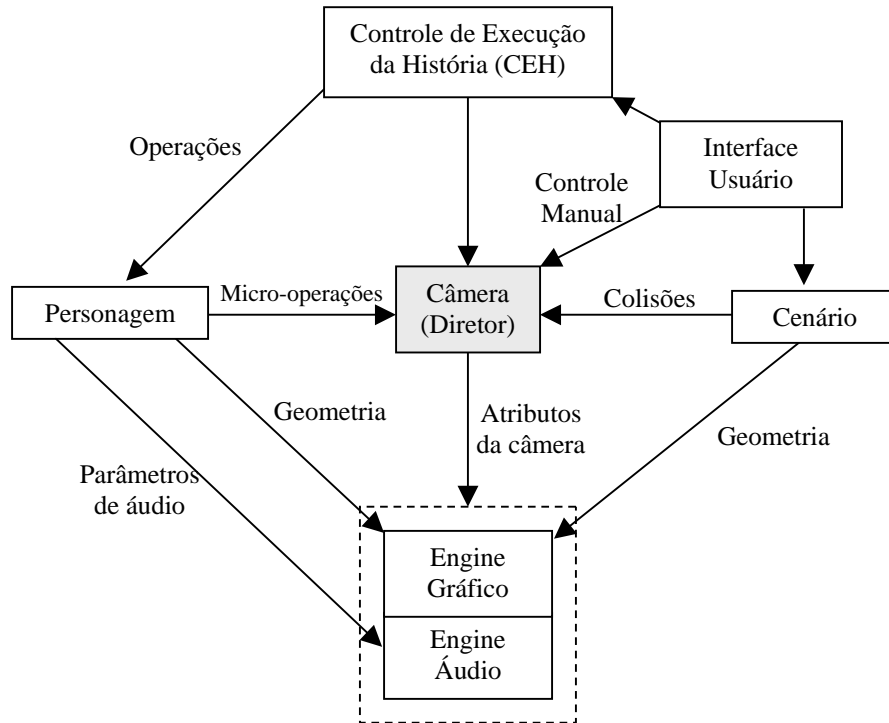 Controle de Execução
da História (CEH)
Operações
Interface
Usuário
Controle
Manual
Micro-operações
Câmera
(Diretor)
Colisões
Personagem
Cenário
Geometria
Atributos
da câmera
Geometria
Parâmetros
de áudio
Engine
Gráfico
Engine
Áudio